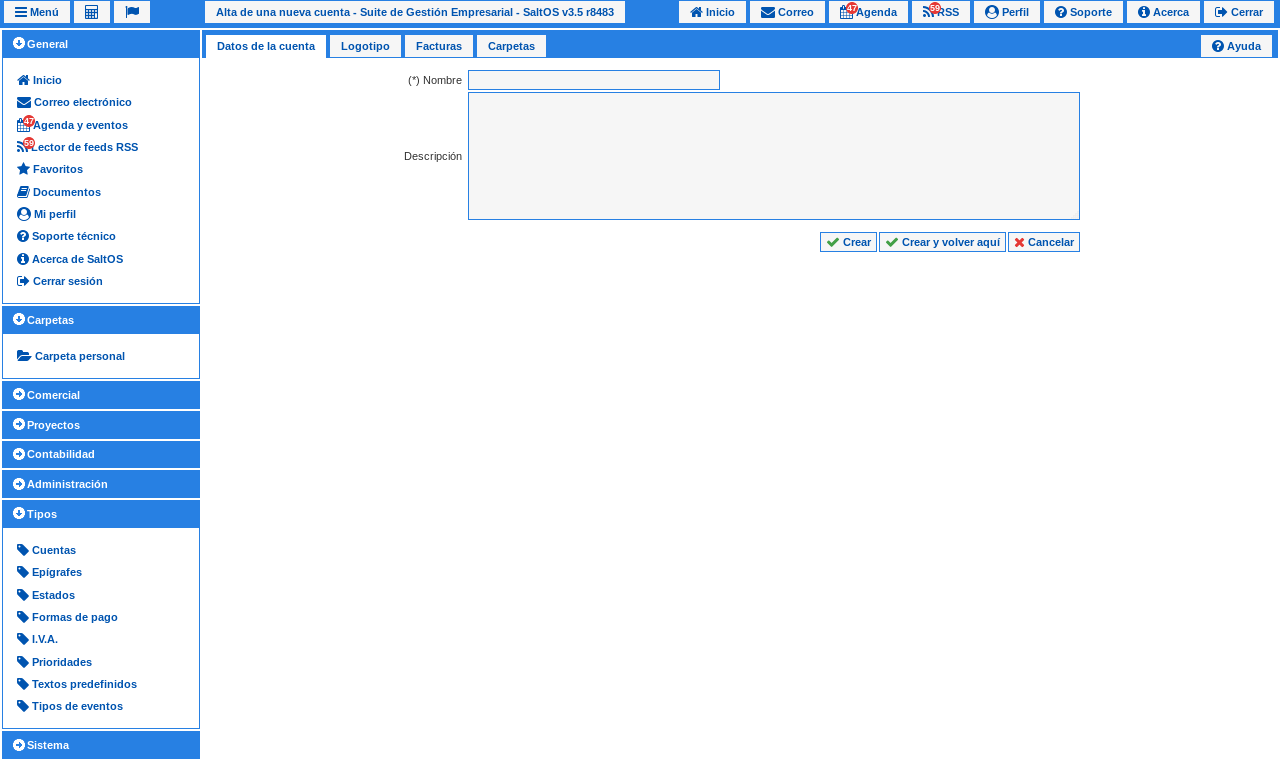 Menú
Alta de una nueva cuenta - Suite de Gestión Empresarial - SaltOS v3.5 r8483
Inicio
Correo
47 Agenda
59 RSS
Perfil
Soporte
Acerca
Cerrar
General
Inicio
Correo electrónico
47 Agenda y eventos
59 Lector de feeds RSS
Favoritos
Documentos
Mi perfil
Soporte técnico
Acerca de SaltOS
Cerrar sesión
Carpetas
Carpeta personal
Comercial
Proyectos
Contabilidad
Administración
Tipos
Cuentas
Epígrafes
Estados
Formas de pago
I.V.A.
Prioridades
Textos predefinidos
Tipos de eventos
Sistema
Datos de la cuenta
Logotipo
Facturas
Carpetas
Ayuda
(*) Nombre
Descripción
Crear
Crear y volver aquí
Cancelar